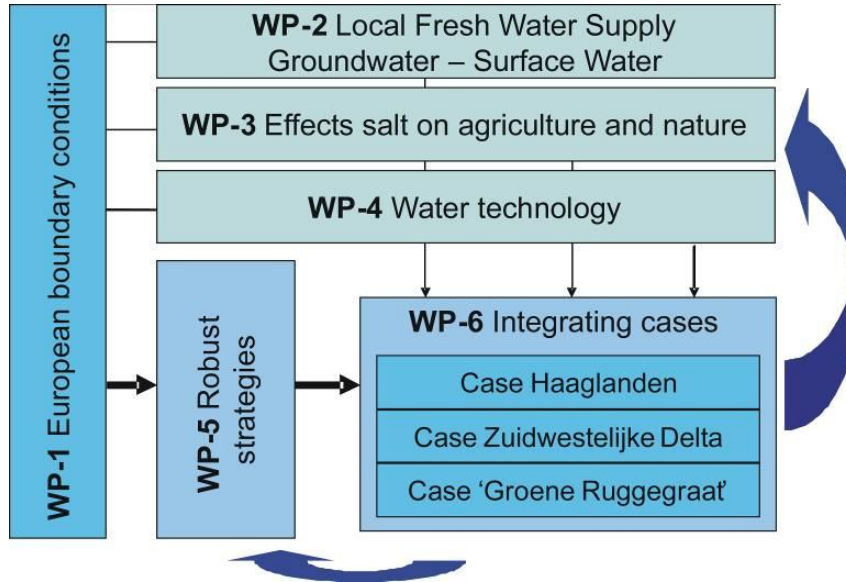 WP-1 European boundary conditions
WP-2 Local Fresh Water Supply
Groundwater – Surface Water
WP-3 Effects salt on agriculture and nature
WP-4 Water technology
WP-5 Robust
strategies
WP-6 Integrating cases
Case Haaglanden
Case Zuidwestelijke Delta
Case ‘Groene Ruggegraat’